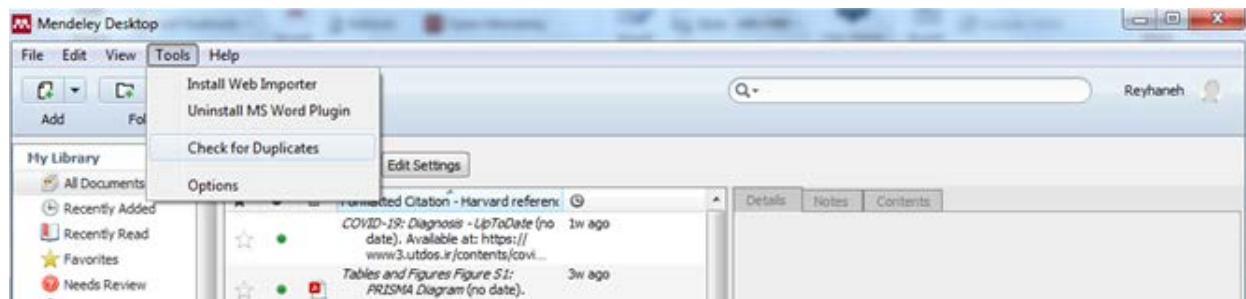 Mendeley Desktop
File Edit View Tools Help
Install Web Importer
Uninstall MS Word Plugin
Check for Duplicates
Options
Add Fol
Reyhaneh
My Library
All Documents
Recently Added
Recently Read
Favorites
Needs Review
Edit Settings
Formatted Citation - Harvard referenc
Details Notes Contents
COVID-19: Diagnosis - UpToDate (no 1w ago
date). Available at: https://
www3.utdos.ir/contents/covi...
Tables and Figures Figure S1: 3w ago
PRISMA Diagram (no date).